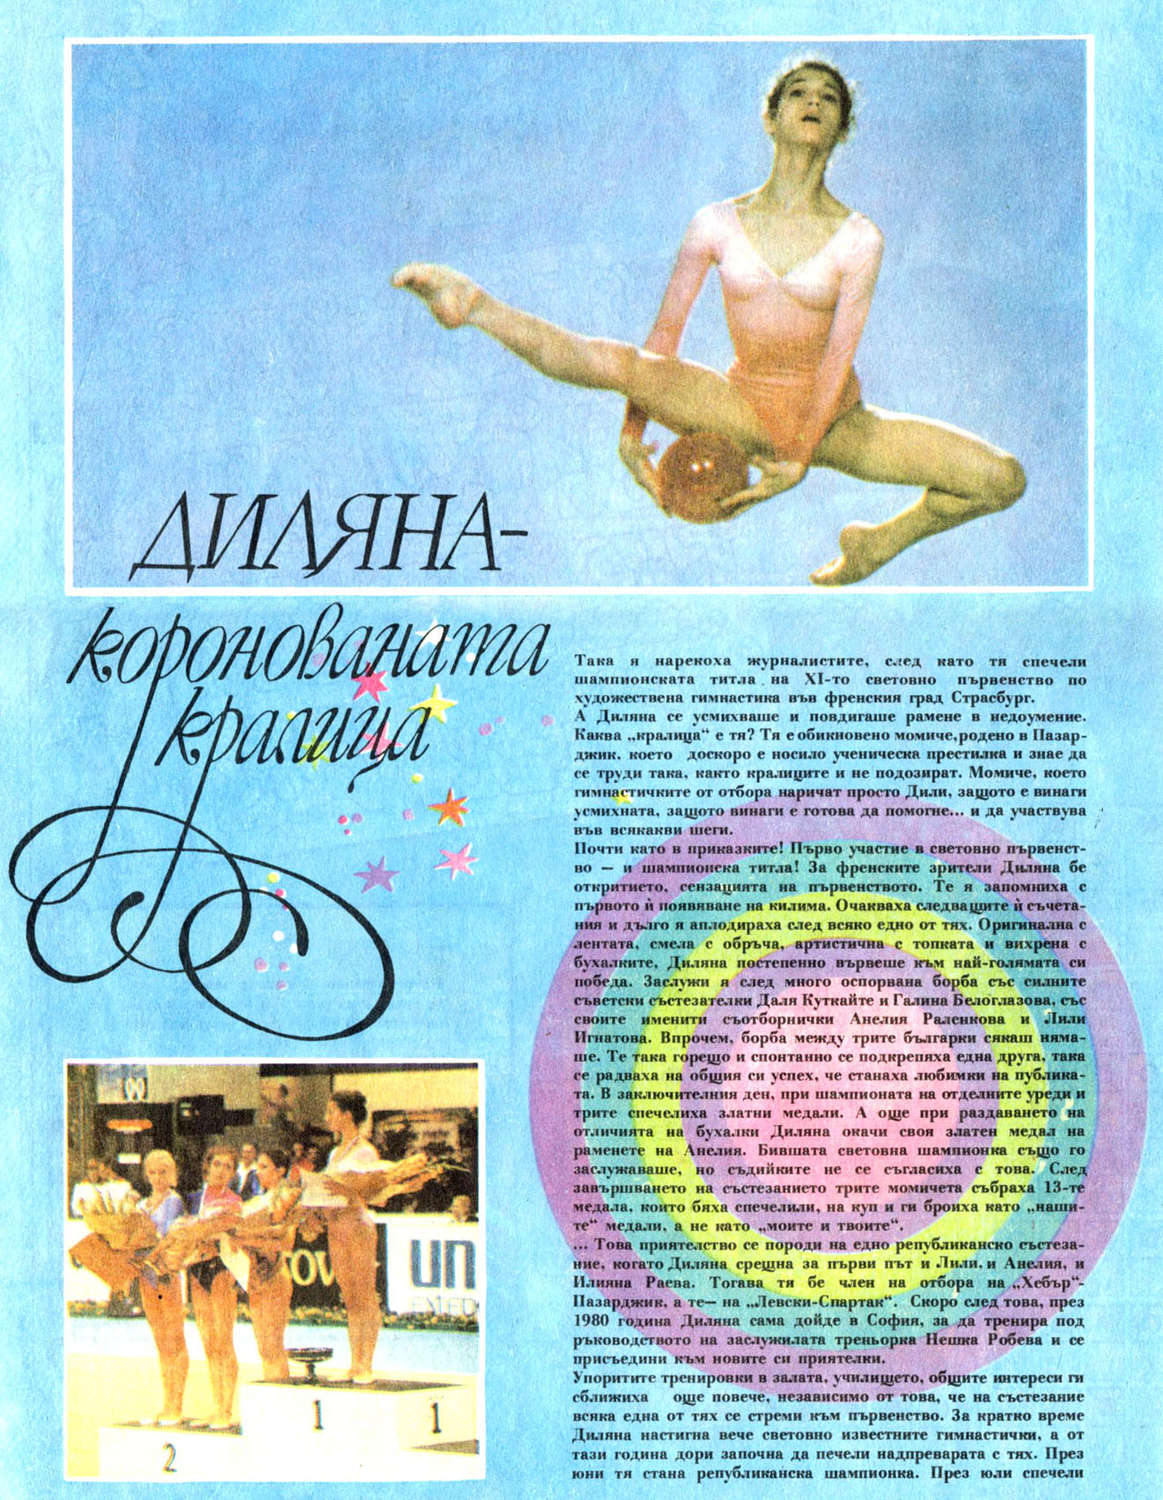 ДИЛЯНА-
коронованата
кралица
Така я нарекоха журналистите, след като тя спечели
шампионската титла на XI-то световно първенство по
художествена гимнастика във френския град Страсбург.
А Диляна се усмихваше и повдигаше рамене в недоумение.
Каква „кралица“ е тя? Тя е обикновено момиче,родено в Пазар-
джик, което доскоро е носило ученическа престилка и знае да
се труди така, както кралиците и не подозират. Момиче, което
гимнастичките от отбора наричат просто Дили, защото е винаги
усмихната, защото винаги е готова да помогне... и да участвува
във всякакви шеги.
Почти като в приказките! Първо участие в световно първенст-
во — и шампионска титла! За френските зрители Диляна бе
откритието, сензацията на първенството. Те я запомниха с
първото ѝ появяване на килима. Очакваха следващите ѝ съчета-
ния и дълго я аплодираха след всяко едно от тях. Оригинална с
лентата, смела с обръча, артистична с топката и вихрена с
бухалките, Диляна постепенно вървеше към най-голямата си
победа. Заслужи я след много оспорвана борба със силните
съветски състезателки Даля Куткайте и Галина Белоглазова, със
своите именити съотборнички Анелия Раленкова и Лили
Игнатова. Впрочем, борба между трите българки сякаш няма-
ше. Те така горещо и спонтанно се подкрепяха една друга, така
се радваха на общия си успех, че станаха любимки на публика-
та. В заключителния ден, при шампионата на отделните уреди и
трите спечелиха златни медали. А още при раздаването на
отличията на бухалки Диляна окачи своя златен медал на
раменете на Анелия. Бившата световна шампионка също го
заслужаваше, но съдийките не се съгласиха с това. След
завършването на състезанието трите момичета събраха 13-те
медала, които бяха спечелили, на куп и ги броиха като „наши-
те“ медали, а не като „моите и твоите“.
... Това приятелство се породи на едно републиканско състеза-
ние, когато Диляна срещна за първи път и Лили, и Анелия, и
Илияна Раева. Тогава тя бе член на отбора на „Хебър“-
Пазарджик, а те— на „Левски-Спартак“. Скоро след това, през
1980 година Диляна сама дойде в София, за да тренира под
ръководството на заслужилата треньорка Нешка Робева и се
присъедини към новите си приятелки.
Упоритите тренировки в залата, училището, общите интереси ги
сближиха още повече, независимо от това, че на състезание
всяка една от тях се стреми към първенство. За кратко време
Диляна настигна вече световно известните гимнастички, а от
тази година дори започна да печели надпреварата с тях. През
юни тя стана републиканска шампионка. През юли спечели
un
1
1
2